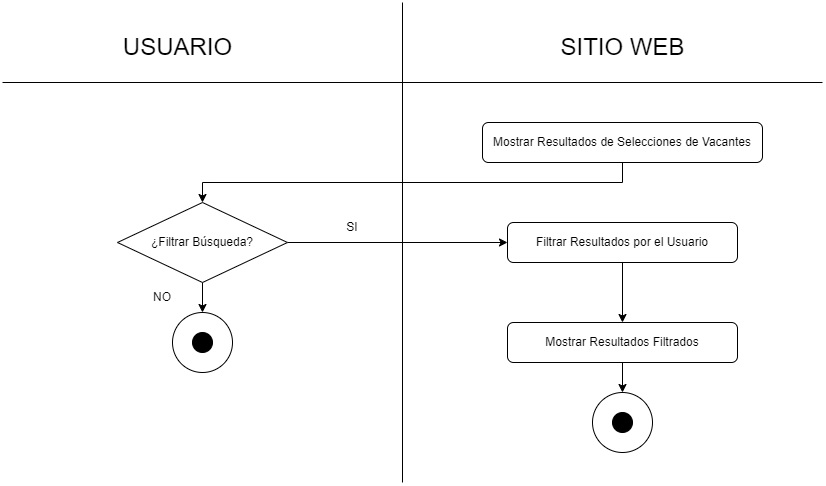 USUARIO
SITIO WEB
Mostrar Resultados de Selecciones de Vacantes
¿Filtrar Búsqueda?
SI
Filtrar Resultados por el Usuario
NO
Mostrar Resultados Filtrados